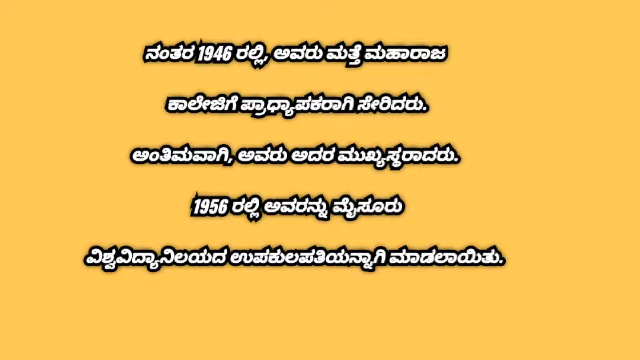 ನಂತರ 1946 ರಲ್ಲಿ, ಅವರು ಮತ್ತೆ ಮಹಾರಾಜ
ಕಾಲೇಜಿಗೆ ಪ್ರಾಧ್ಯಾಪಕರಾಗಿ ಸೇರಿದರು.
ಅಂತಿಮವಾಗಿ, ಅವರು ಅದರ ಮುಖ್ಯಸ್ಥರಾದರು.
1956 ರಲ್ಲಿ ಅವರನ್ನು ಮೈಸೂರು
ವಿಶ್ವವಿದ್ಯಾನಿಲಯದ ಉಪಕುಲಪತಿಯನ್ನಾಗಿ ಮಾಡಲಾಯಿತು.